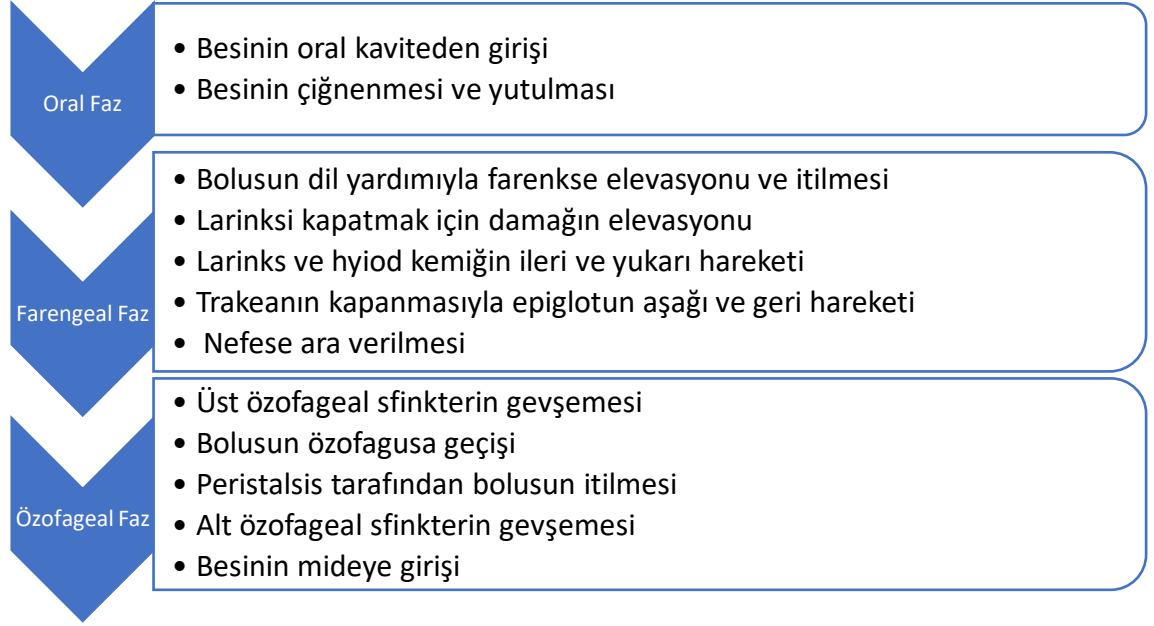 Oral Faz
• Besinin oral kaviteden girişi
• Besinin çiğnenmesi ve yutulması
Farengeal Faz
• Bolusun dil yardımıyla farenkse elevasyonu ve itilmesi
• Larinksi kapatmak için damağın elevasyonu
• Larinks ve hyiod kemiğin ileri ve yukarı hareketi
• Trakeanın kapanmasıyla epiglotun aşağı ve geri hareketi
• Nefese ara verilmesi
Özofageal Faz
• Üst özofageal sfinkterin gevşemesi
• Bolusun özofagusa geçişi
• Peristalsis tarafından bolusun itilmesi
• Alt özofageal sfinkterin gevşemesi
• Besinin mideye girişi